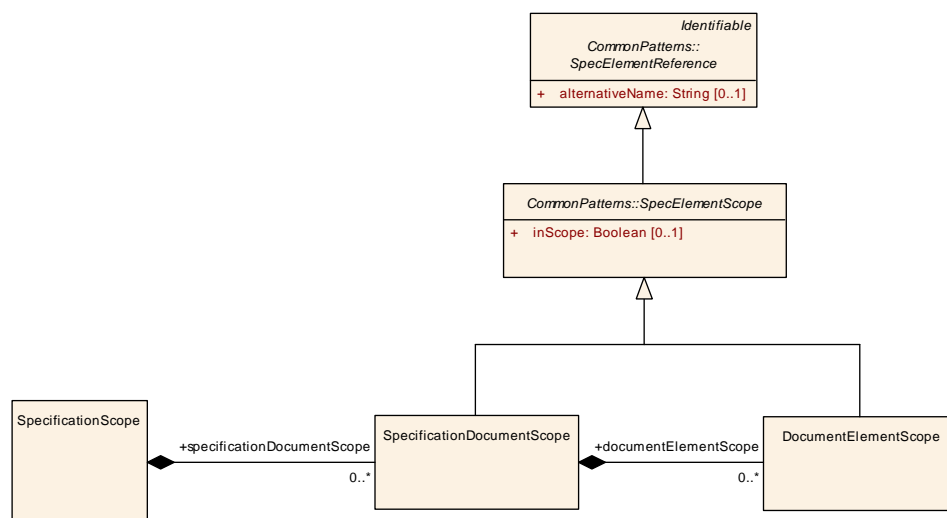 Identifiable
CommonPatterns::
SpecElementReference
+ alternativeName: String [0..1]
CommonPatterns::SpecElementScope
+ inScope: Boolean [0..1]
SpecificationScope
+specificationDocumentScope
0..*
SpecificationDocumentScope
+documentElementScope
0..*
DocumentElementScope